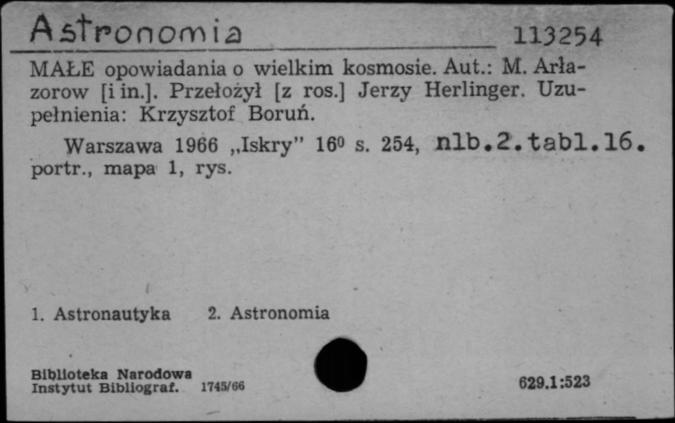 Astronomia 113254
MAŁE opowiadania o wielkim kosmosie. Aut.: M. Arła-
zorow [i in.]. Przełożył [z ros.] Jerzy Herlinger. Uzu-
pełnienia: Krzysztof Boruń.
Warszawa 1966 „Iskry” 16⁰ s. 254, nlb.2.tabl.16.
portr., mapa 1, rys.
1. Astronautyka 2. Astronomia
Biblioteka Narodowa
Instytut Bibliograf. 1745/66 629.1:523